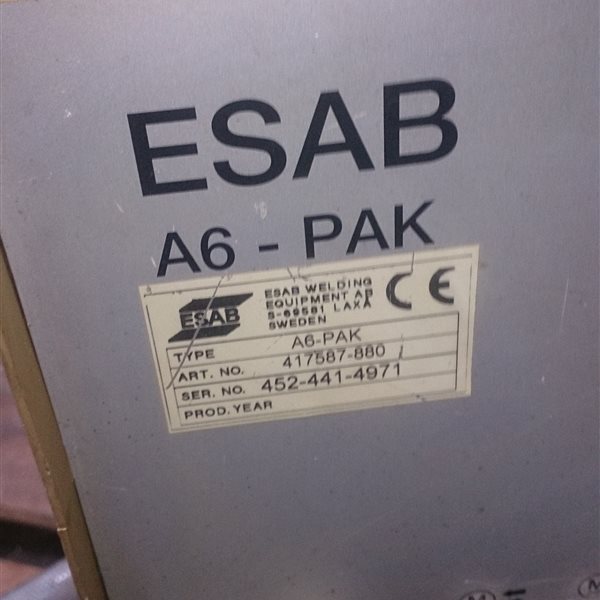 ESAB
A6 - PAK
ESAB
ESAB WELDING
EQUIPMENT AB
S-69581 LAXA
SWEDEN
CE
TYPE A6-PAK
ART. NO. 417587-880
SER. NO. 452-441-4971
PROD. YEAR
M M